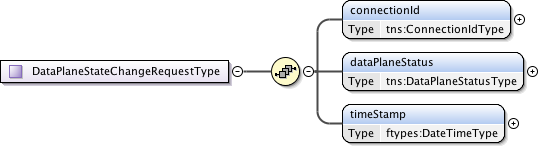 connectionId
Type tns:ConnectionIdType
DataPlaneStateChangeRequestType
dataPlaneStatus
Type tns:DataPlaneStatusType
timeStamp
Type ftypes:DateTimeType